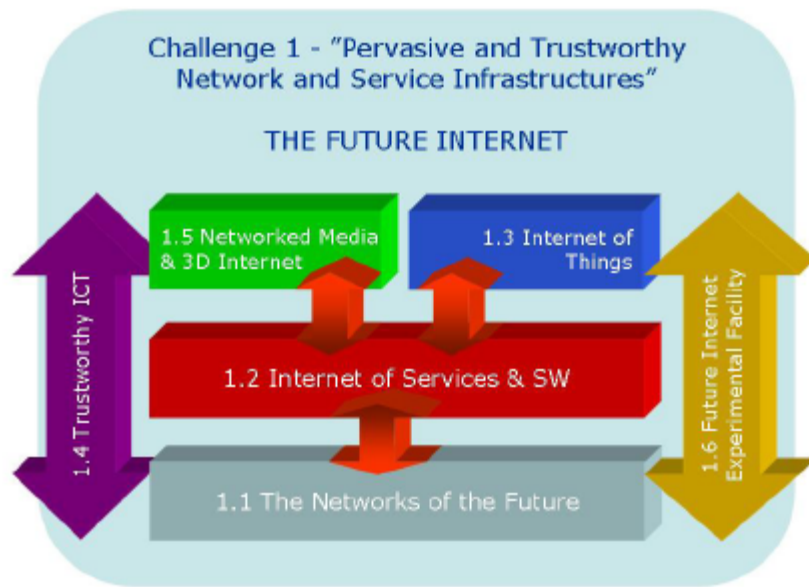 Challenge 1 - "Pervasive and Trustworthy
Network and Service Infrastructures"
THE FUTURE INTERNET
1.5 Networked Media
& 3D Internet
1.3 Internet of
Things
1.4 Trustworthy ICT
1.2 Internet of Services & SW
1.6 Future Internet
Experimental Facility
1.1 The Networks of the Future